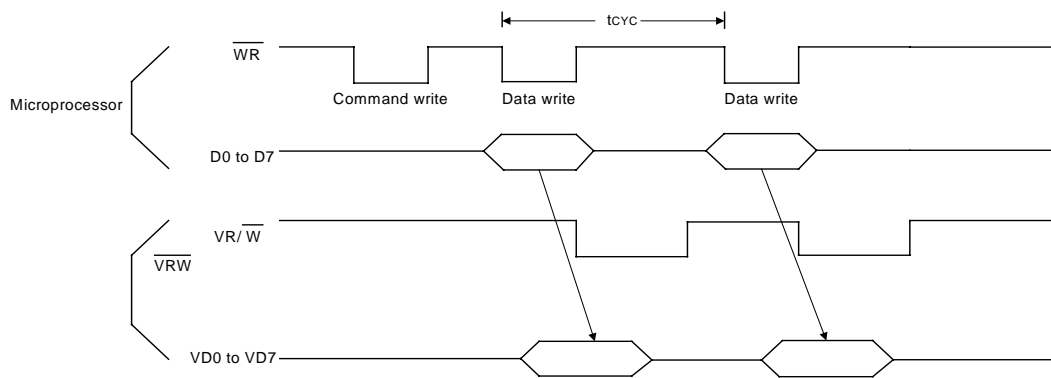 tCYC
WR
Command write
Data write
Data write
Microprocessor
D0 to D7
VR/W
VRW
VD0 to VD7